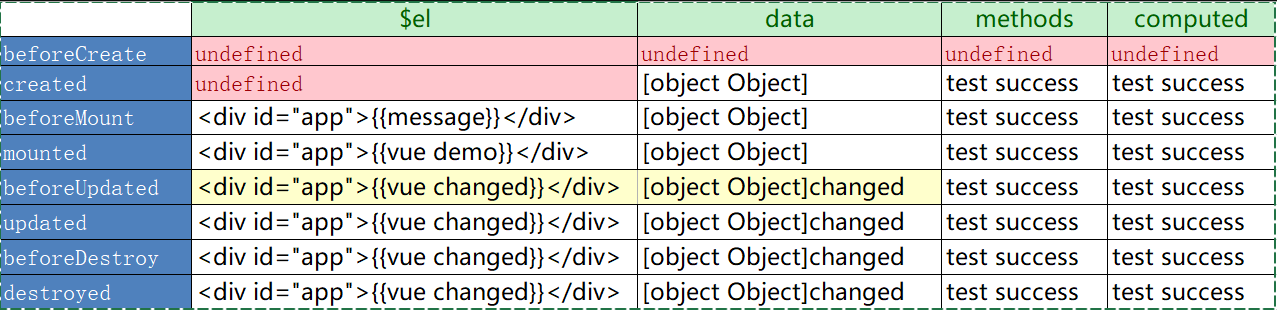 $el data methods computed
beforeCreate undefined undefined undefined undefined
created undefined [object Object] test success test success
beforeMount <div id="app">{{message}}</div> [object Object] test success test success
mounted <div id="app">{{vue demo}}</div> [object Object] test success test success
beforeUpdated <div id="app">{{vue changed}}</div> [object Object]changed test success test success
updated <div id="app">{{vue changed}}</div> [object Object]changed test success test success
beforeDestroy <div id="app">{{vue changed}}</div> [object Object]changed test success test success
destroyed <div id="app">{{vue changed}}</div> [object Object]changed test success test success